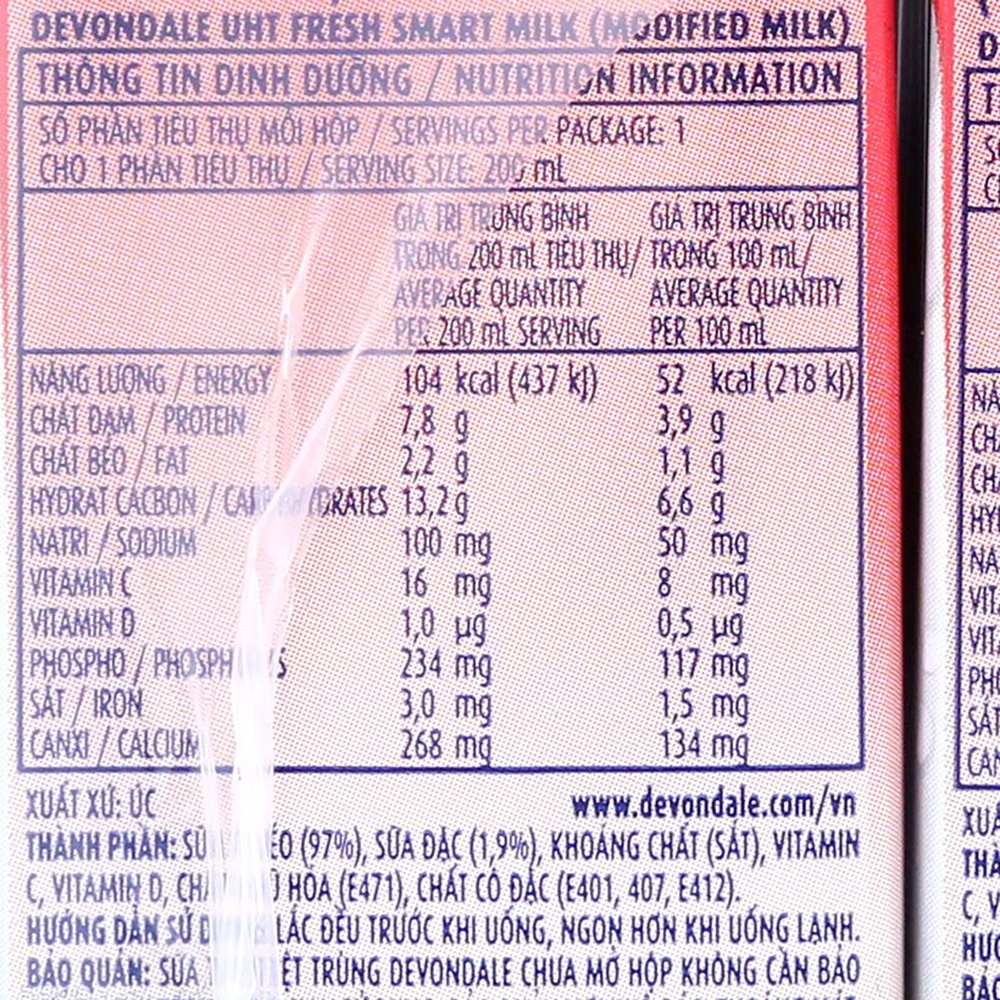 DEVONDALE UHT FRESH SMART MILK (MODIFIED MILK)
THÔNG TIN DINH DƯỠNG / NUTRITION INFORMATION
SỐ PHẦN TIÊU THỤ MỖI HỘP / SERVINGS PER PACKAGE: 1
CHO 1 PHẦN TIÊU THỤ / SERVING SIZE: 200 mL
GIÁ TRỊ TRUNG BÌNH GIÁ TRỊ TRUNG BÌNH
TRONG 200 mL TIÊU THỤ/ TRONG 100 mL/
AVERAGE QUANTITY AVERAGE QUANTITY
PER 200 mL SERVING PER 100 mL
NĂNG LƯỢNG / ENERGY 104 kcal (437 kJ) 52 kcal (218 kJ)
CHẤT ĐẠM / PROTEIN 7,8 g 3,9 g
CHẤT BÉO / FAT 2,2 g 1,1 g
HYDRAT CACBON / CARBOHYDRATES 13,2 g 6,6 g
NATRI / SODIUM 100 mg 50 mg
VITAMIN C 16 mg 8 mg
VITAMIN D 1,0 µg 0,5 µg
PHOSPHO / PHOSPHORUS 234 mg 117 mg
SẮT / IRON 3,0 mg 1,5 mg
CANXI / CALCIUM 268 mg 134 mg
XUẤT XỨ: ÚC www.devondale.com/vn
THÀNH PHẦN: (97%), SỮA ĐẶC (1,9%), KHOÁNG CHẤT (SẮT), VITAMIN
C, VITAMIN D, HÓA (E471), CHẤT CÔ ĐẶC (E401, 407, E412).
HƯỚNG DẪN SỬ DỤNG: LẮC ĐỀU TRƯỚC KHI UỐNG, NGON HƠN KHI UỐNG LẠNH.
BẢO QUẢN: SỮA TRÙNG DEVONDALE CHƯA MỞ HỘP KHÔNG CẦN BẢO